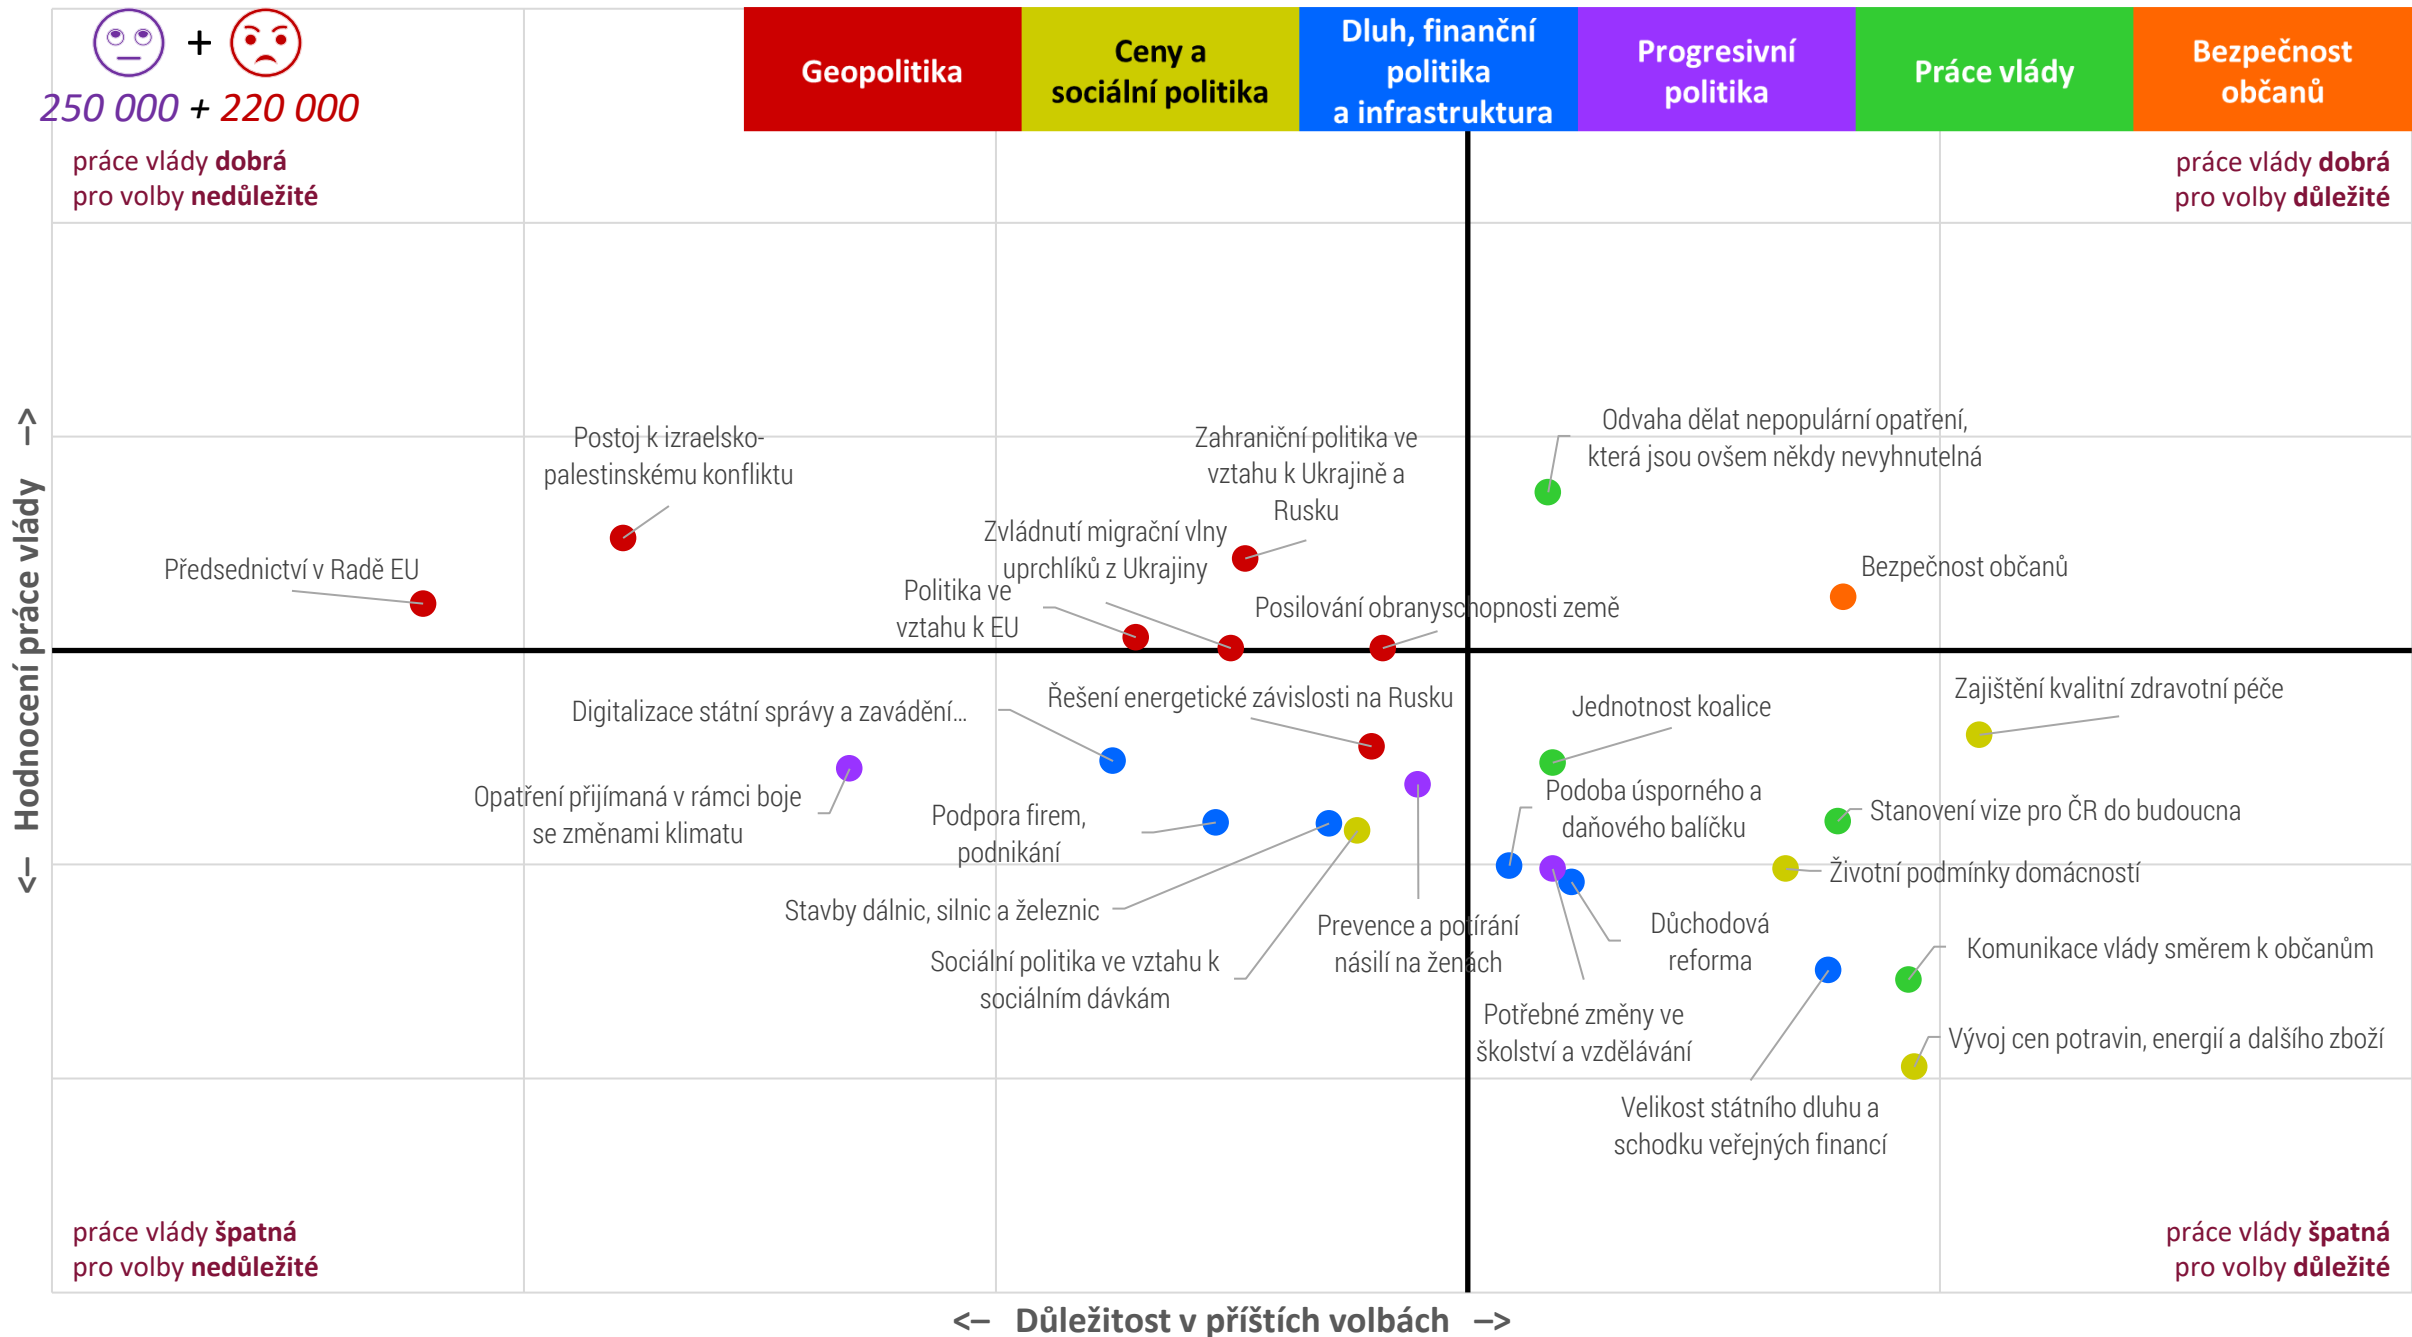 +
250 000 + 220 000
Geopolitika
Ceny a
sociální politika
Dluh, finanční
politika
a infrastruktura
Progresivní
politika
Práce vlády
Bezpečnost
občanů
práce vlády dobrá
pro volby nedůležité
práce vlády dobrá
pro volby důležité
<– Hodnocení práce vlády –>
Odvaha dělat nepopulární opatření,
která jsou ovšem někdy nevyhnutelná
Postoj k izraelsko-
palestinskému konfliktu
Zahraniční politika ve
vztahu k Ukrajině a
Rusku
Zvládnutí migrační vlny
uprchlíků z Ukrajiny
Předsednictví v Radě EU
Bezpečnost občanů
Politika ve
vztahu k EU
Posilování obranyschopnosti země
Řešení energetické závislosti na Rusku
Zajištění kvalitní zdravotní péče
Digitalizace státní správy a zavádění...
Jednotnost koalice
Opatření přijímaná v rámci boje
se změnami klimatu
Podpora firem,
podnikání
Podoba úsporného a
daňového balíčku
Stanovení vize pro ČR do budoucna
Životní podmínky domácností
Stavby dálnic, silnic a železnic
Prevence a potírání
násilí na ženách
Důchodová
reforma
Sociální politika ve vztahu k
sociálním dávkám
Komunikace vlády směrem k občanům
Potřebné změny ve
školství a vzdělávání
Vývoj cen potravin, energií a dalšího zboží
Velikost státního dluhu a
schodku veřejných financí
práce vlády špatná
pro volby nedůležité
práce vlády špatná
pro volby důležité
<– Důležitost v příštích volbách –>